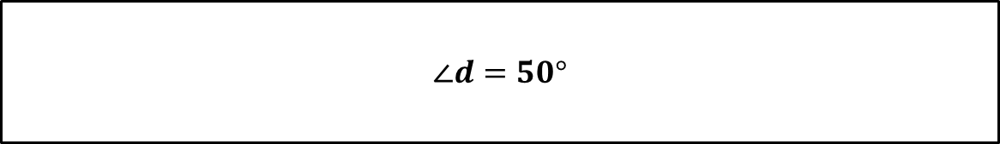 ∠d = 50°